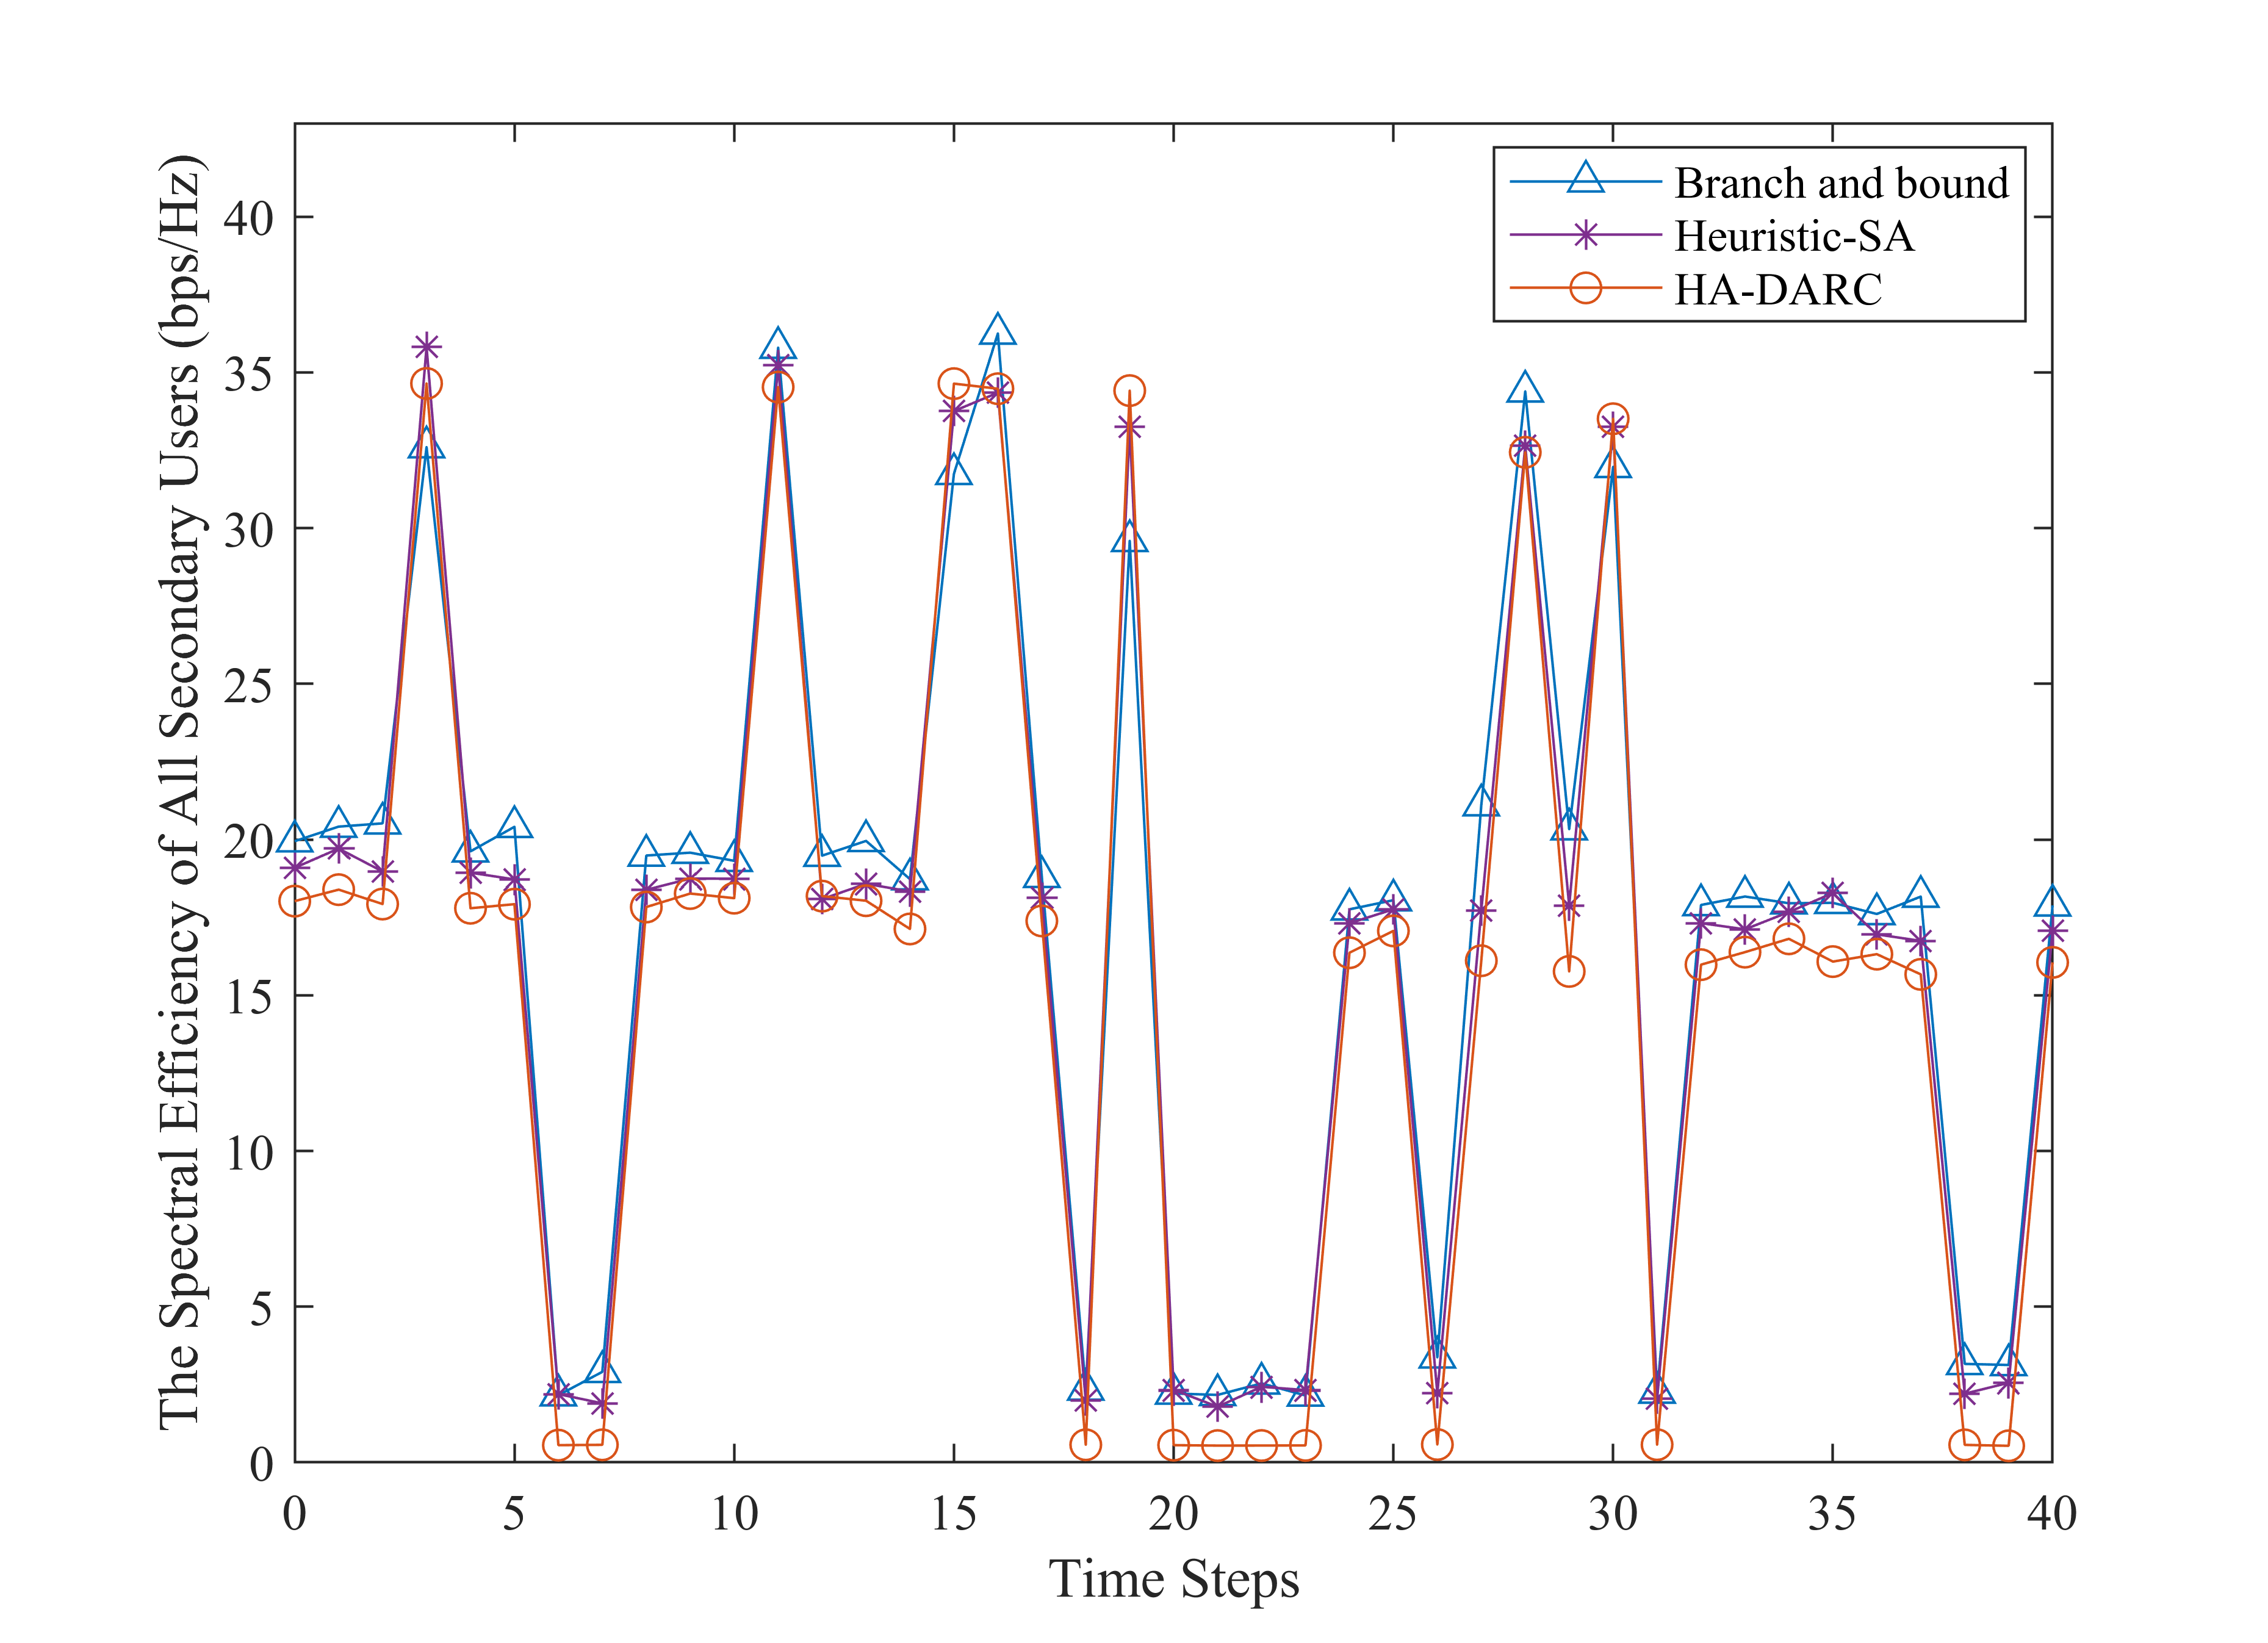 The Spectral Efficiency of All Secondary Users (bps/Hz)
40
35
30
25
20
15
10
5
0
Branch and bound
Heuristic-SA
HA-DARC
0 5 10 15 20 25 30 35 40
Time Steps